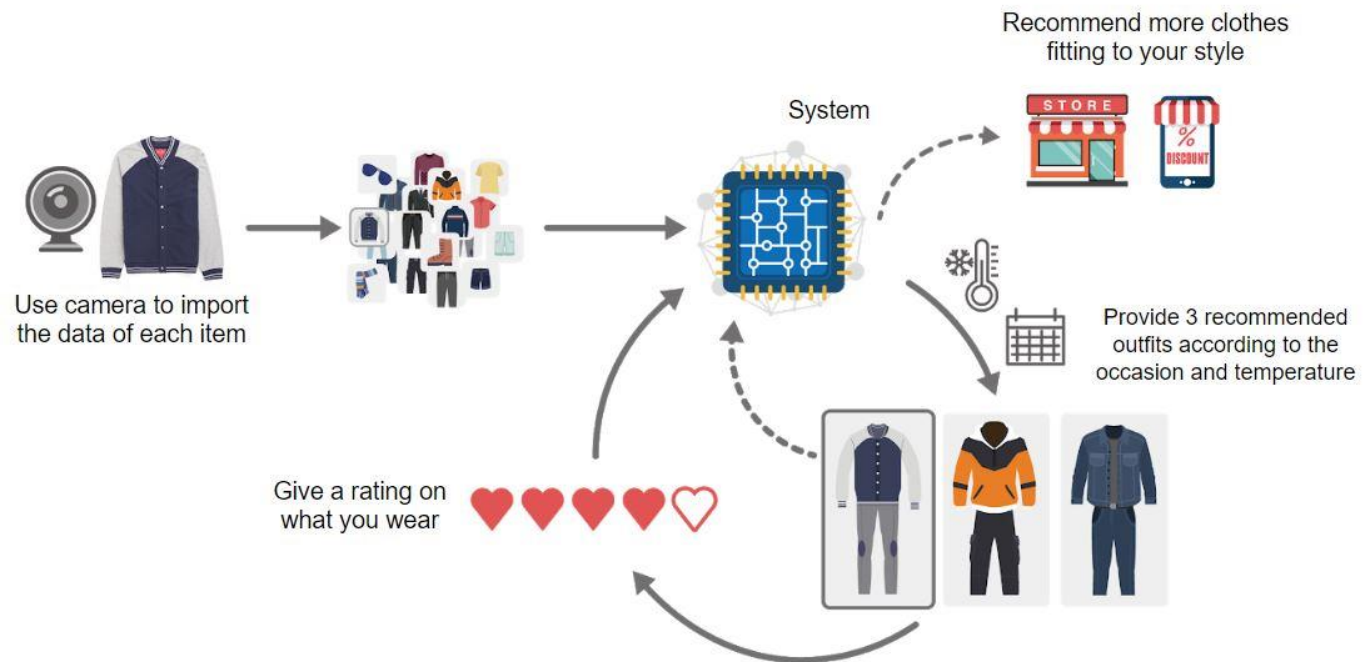 Recommend more clothes
fitting to your style
STORE
%
DISCOUNT
System
Use camera to import
the data of each item
Provide 3 recommended
outfits according to the
occasion and temperature
Give a rating on
what you wear